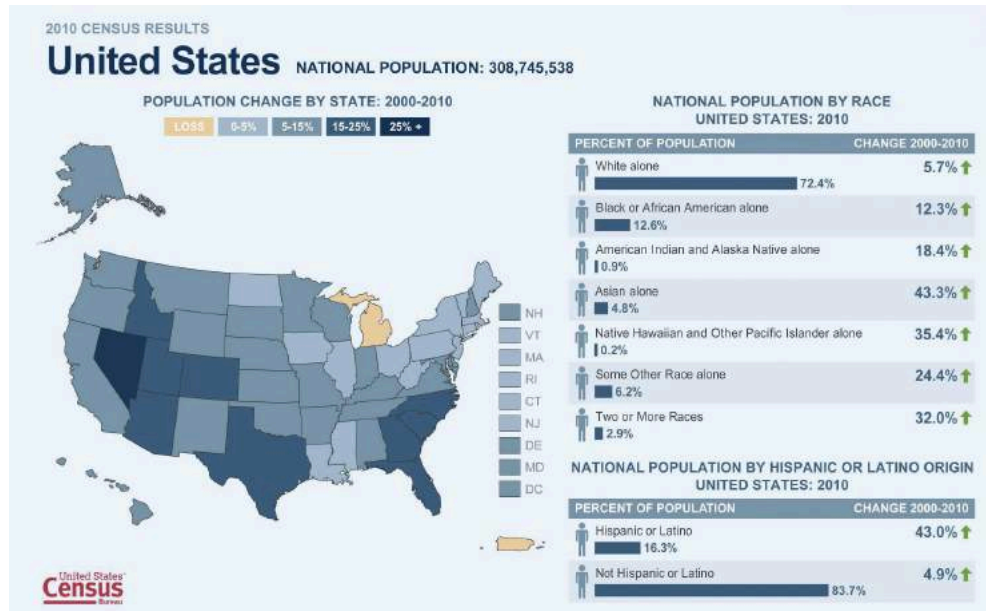 2010 CENSUS RESULTS
United States NATIONAL POPULATION: 308,745,538
POPULATION CHANGE BY STATE: 2000-2010
LOSS 0-5% 5-15% 15-25% 25% +
NH
VT
MA
RI
CT
NJ
DE
MD
DC
NATIONAL POPULATION BY RACE
UNITED STATES: 2010
PERCENT OF POPULATION CHANGE 2000-2010
White alone 5.7%
72.4%
Black or African American alone 12.3%
12.6%
American Indian and Alaska Native alone 18.4%
0.9%
Asian alone 43.3%
4.8%
Native Hawaiian and Other Pacific Islander alone 35.4%
0.2%
Some Other Race alone 24.4%
6.2%
Two or More Races 32.0%
2.9%
NATIONAL POPULATION BY HISPANIC OR LATINO ORIGIN
UNITED STATES: 2010
PERCENT OF POPULATION CHANGE 2000-2010
Hispanic or Latino 43.0%
16.3%
Not Hispanic or Latino 4.9%
83.7%
United States
Census
Bureau